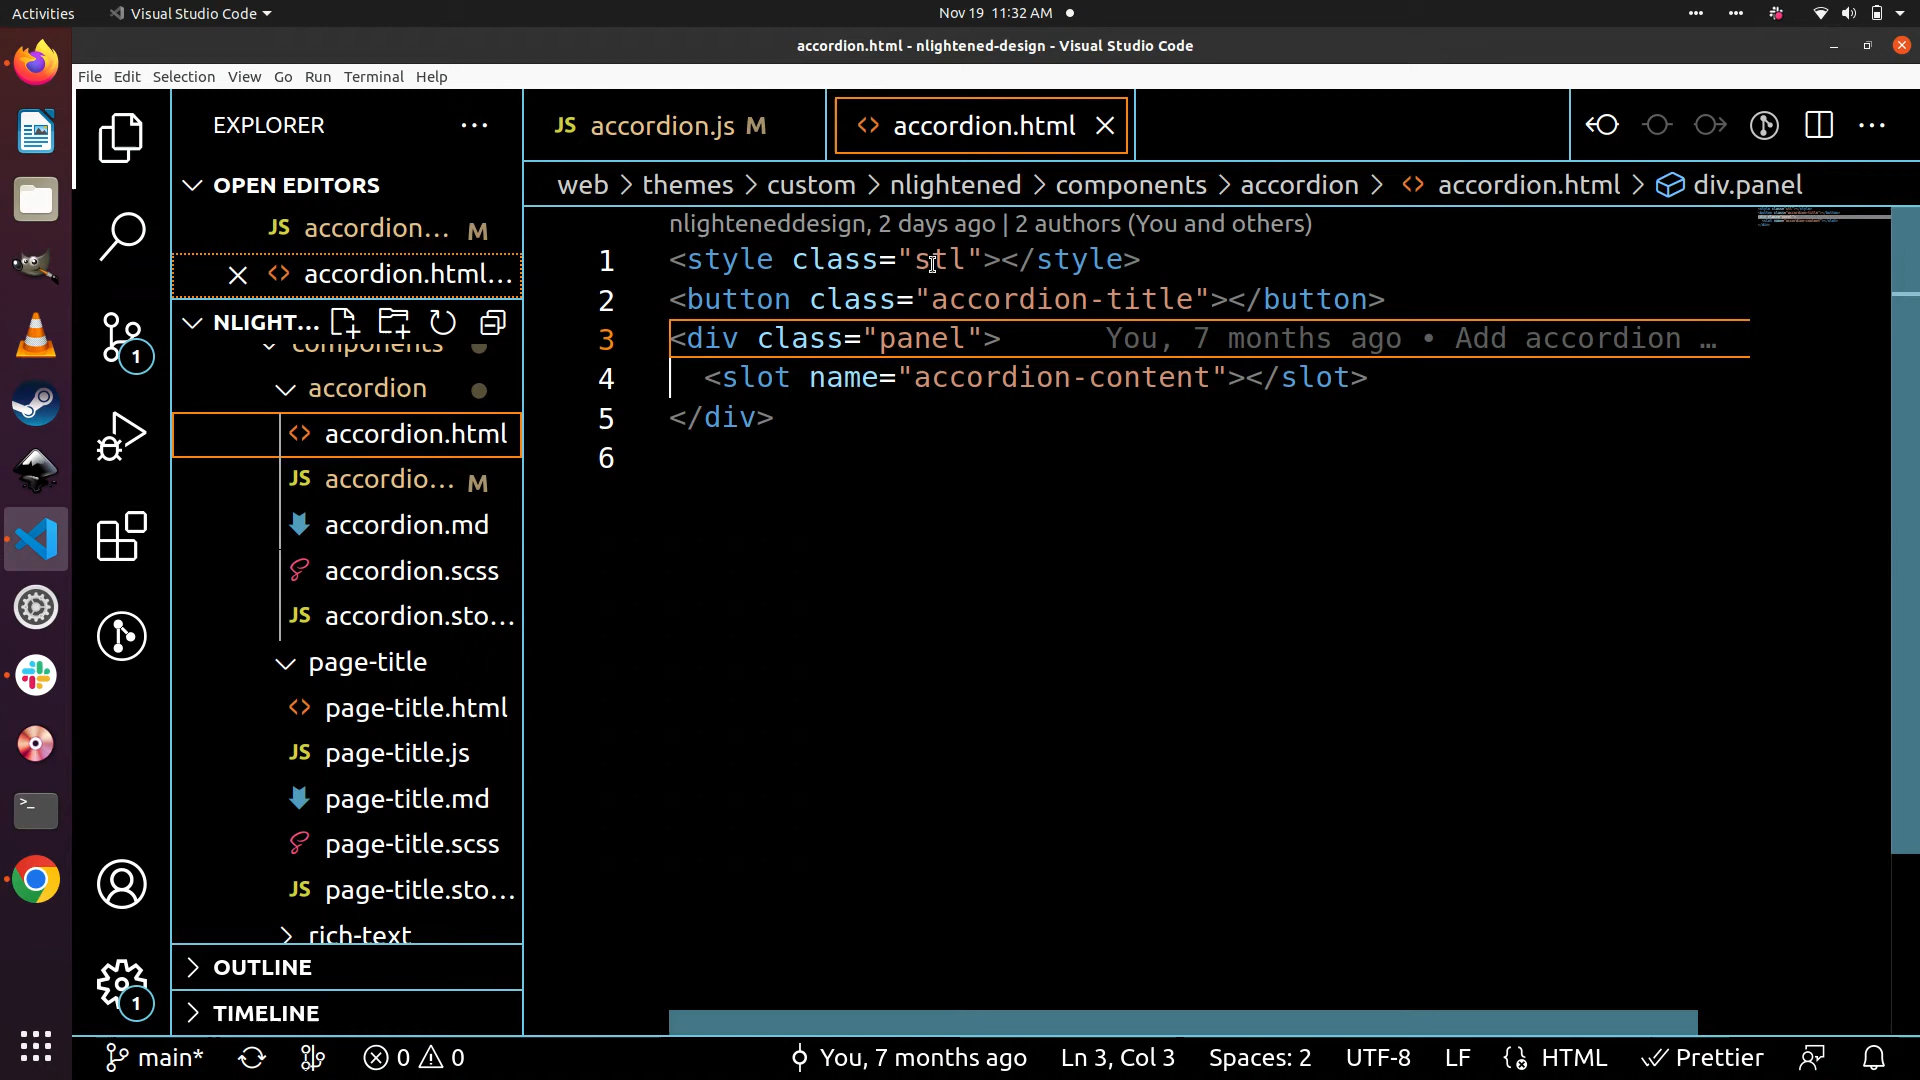 Activities
Visual Studio Code
Nov 19 11:32 AM
accordion.html - nlightened-design - Visual Studio Code
File Edit Selection View Go Run Terminal Help
EXPLORER
OPEN EDITORS
JS accordion... M
accordion.html...
NLIGHT...
components
accordion
accordion.html
JS accordio... M
accordion.md
accordion.scss
JS accordion.sto...
page-title
page-title.html
JS page-title.js
page-title.md
page-title.scss
JS page-title.sto...
rich-text
OUTLINE
TIMELINE
1
1
JS accordion.js M
accordion.html
web > themes > custom > nlightened > components > accordion > accordion.html > div.panel
nlighteneddesign, 2 days ago | 2 authors (You and others)
1 <style class="stl"></style>
2 <button class="accordion-title"></button>
3 <div class="panel"> You, 7 months ago • Add accordion …
4 <slot name="accordion-content"></slot>
5 </div>
6
main* 0 0 You, 7 months ago Ln 3, Col 3 Spaces: 2 UTF-8 LF HTML Prettier